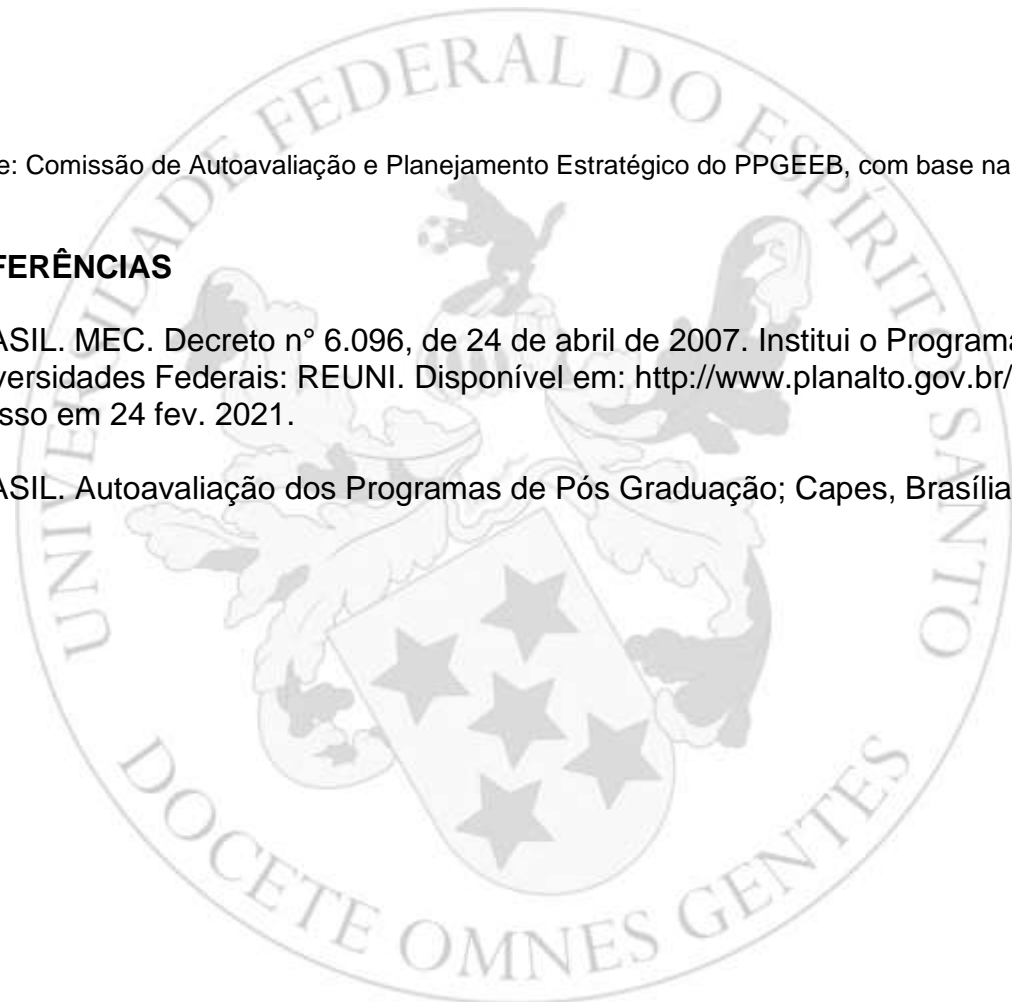 UNIVERSIDADE FEDERAL DO ESPÍRITO SANTO
e: Comissão de Autoavaliação e Planejamento Estratégico do PPGEEB, com base na
FERÊNCIAS
ASIL. MEC. Decreto n° 6.096, de 24 de abril de 2007. Institui o Programa
versidades Federais: REUNI. Disponível em: http://www.planalto.gov.br/
sso em 24 fev. 2021.
ASIL. Autoavaliação dos Programas de Pós Graduação; Capes, Brasília
DOCETE OMNES GENTES